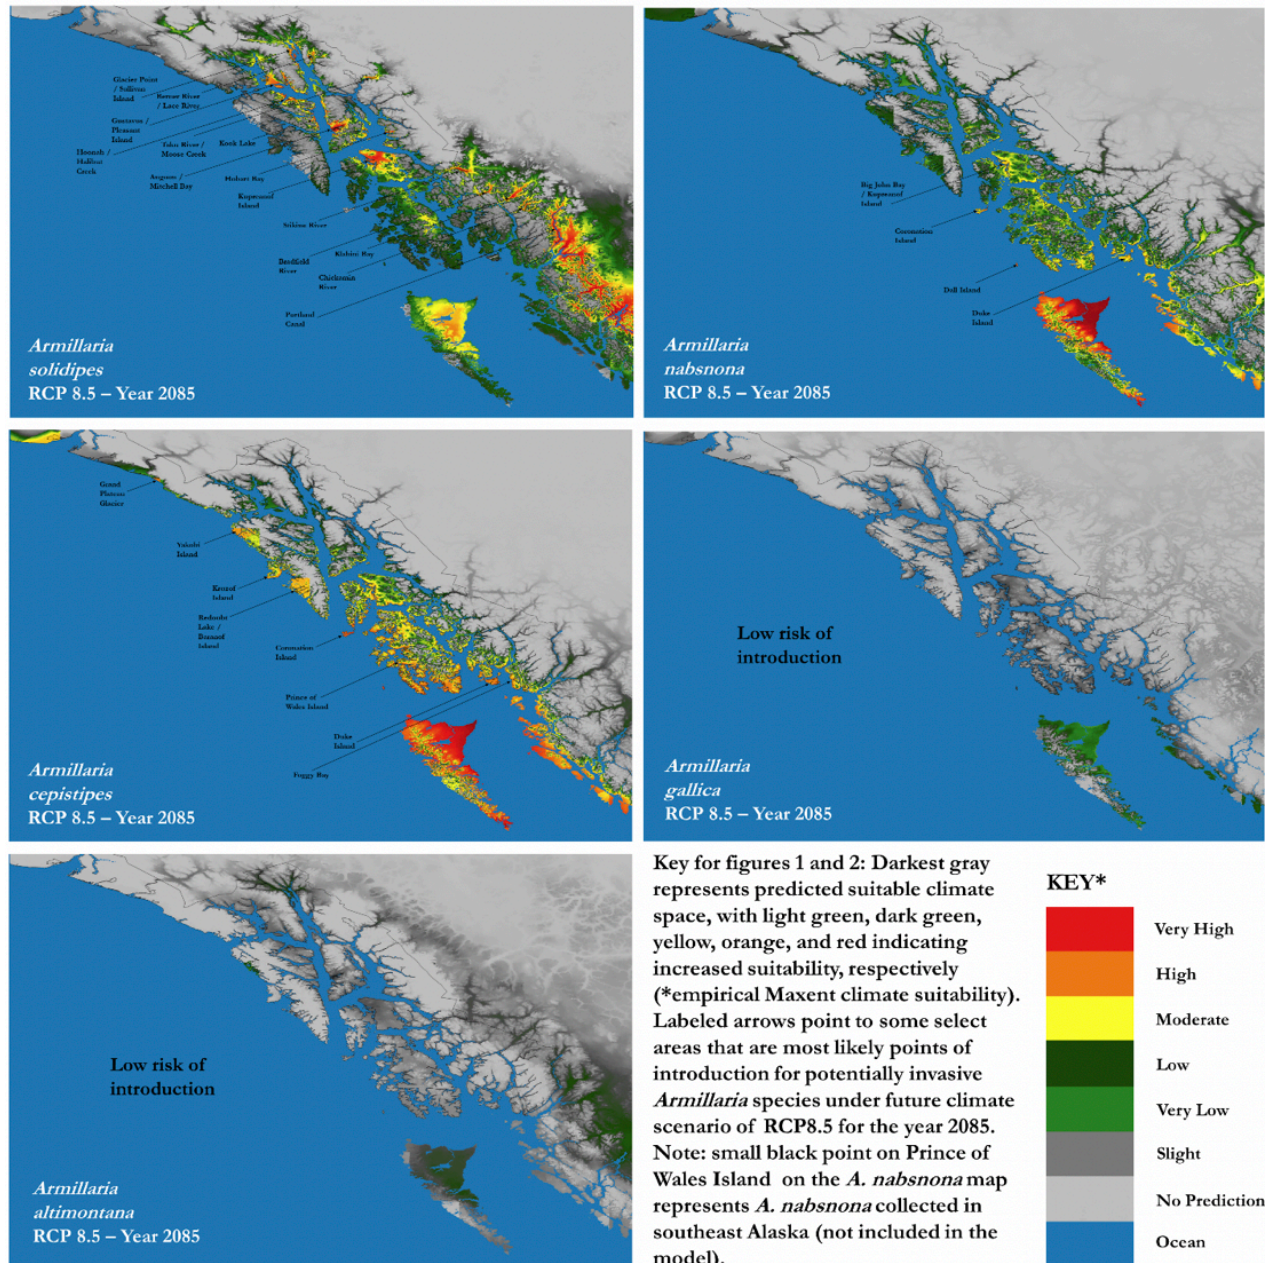 Glacier Point
/ Sullivan
Island
Berner River
/ Lace River
Gustavus /
Pleasant
Island
Hoonah /
Halibut
Creek
Taku River /
Moose Creek
Kook Lake
Angoon /
Mitchell Bay
Hobart Bay
Kupreanof
Island
Stikine River
Bradfield
River
Klahini Bay
Chickamin
River
Portland
Canal
Armillaria
solidipes
RCP 8.5 – Year 2085
Big John Bay
/ Kupreanof
Island
Coronation
Island
Dall Island
Duke
Island
Armillaria
nabsnona
RCP 8.5 – Year 2085
Grand
Plateau
Glacier
Yakobi
Island
Kruzof
Island
Redoubt
Lake /
Baranof
Island
Coronation
Island
Prince of
Wales Island
Duke
Island
Foggy Bay
Armillaria
cepistipes
RCP 8.5 – Year 2085
Low risk of
introduction
Armillaria
gallica
RCP 8.5 – Year 2085
Low risk of
introduction
Armillaria
altimontana
RCP 8.5 – Year 2085
Key for figures 1 and 2: Darkest gray
represents predicted suitable climate
space, with light green, dark green,
yellow, orange, and red indicating
increased suitability, respectively
(*empirical Maxent climate suitability).
Labeled arrows point to some select
areas that are most likely points of
introduction for potentially invasive
Armillaria species under future climate
scenario of RCP8.5 for the year 2085.
Note: small black point on Prince of
Wales Island on the A. nabsnona map
represents A. nabsnona collected in
southeast Alaska (not included in the
model).
KEY*
Very High
High
Moderate
Low
Very Low
Slight
No Prediction
Ocean